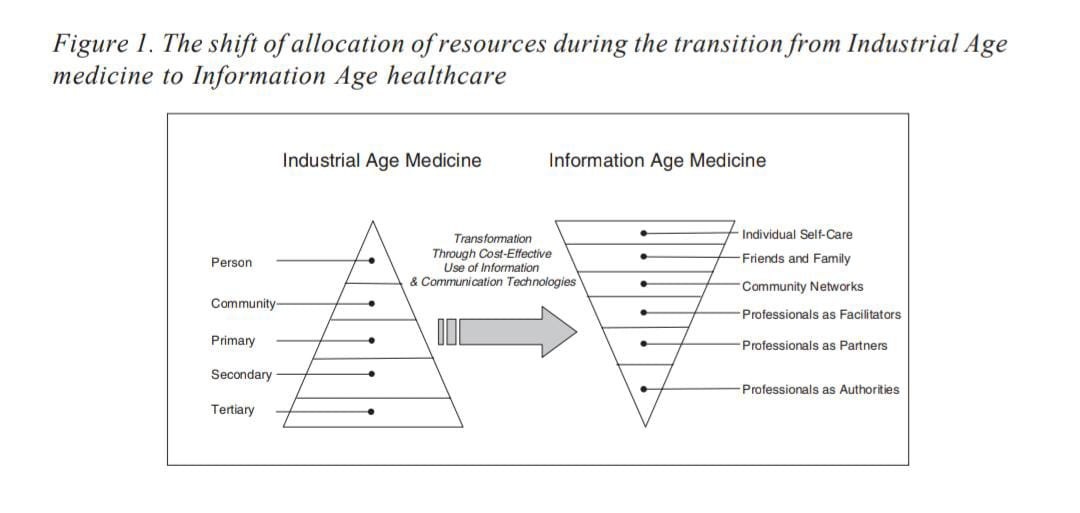 Figure 1. The shift of allocation of resources during the transition from Industrial Age
medicine to Information Age healthcare
Industrial Age Medicine
Information Age Medicine
Person
Community
Primary
Secondary
Tertiary
Transformation
Through Cost-Effective
Use of Information
& Communication Technologies
Individual Self-Care
Friends and Family
Community Networks
Professionals as Facilitators
Professionals as Partners
Professionals as Authorities